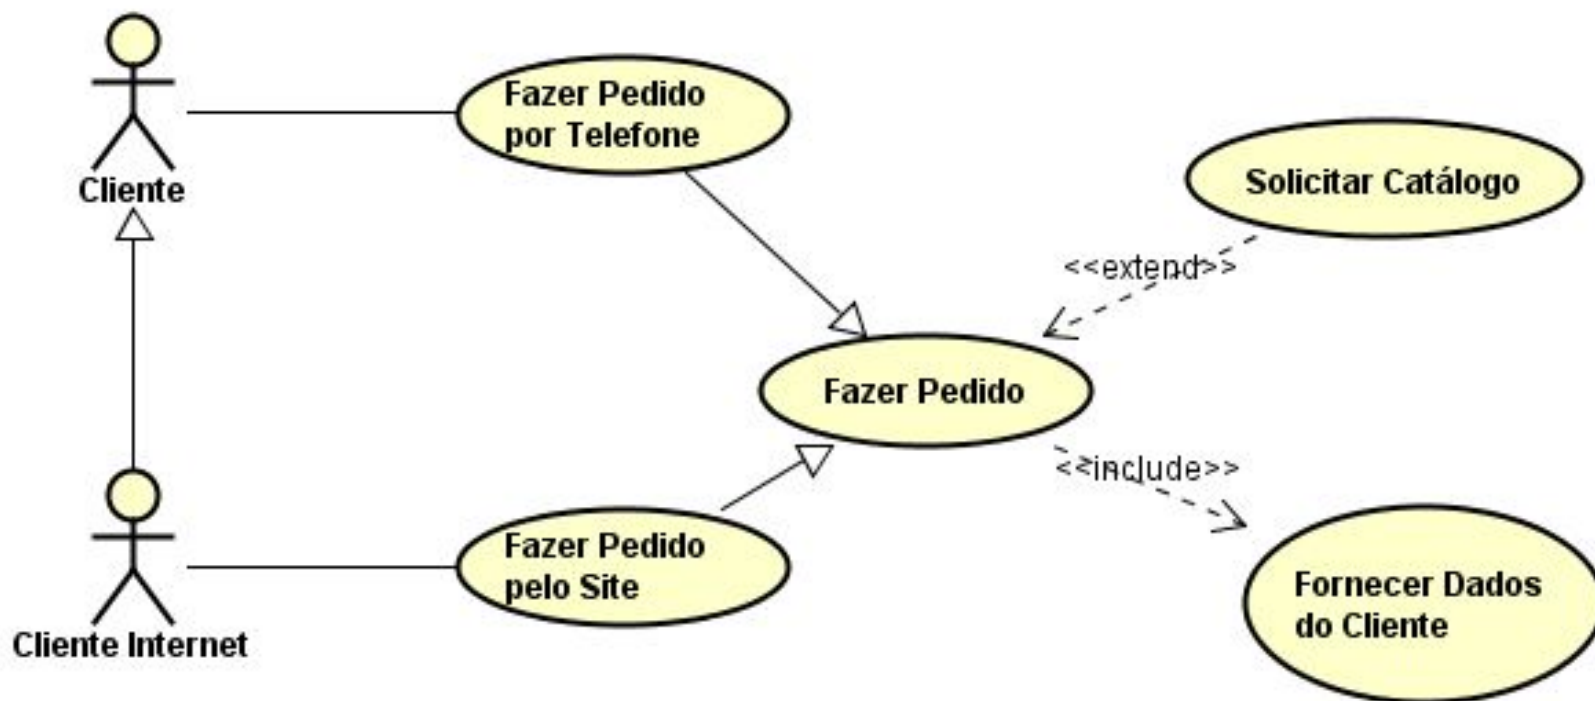 Cliente
Fazer Pedido
por Telefone
Solicitar Catálogo
<<extend>>
Fazer Pedido
<<include>>
Fazer Pedido
pelo Site
Fornecer Dados
do Cliente
Cliente Internet